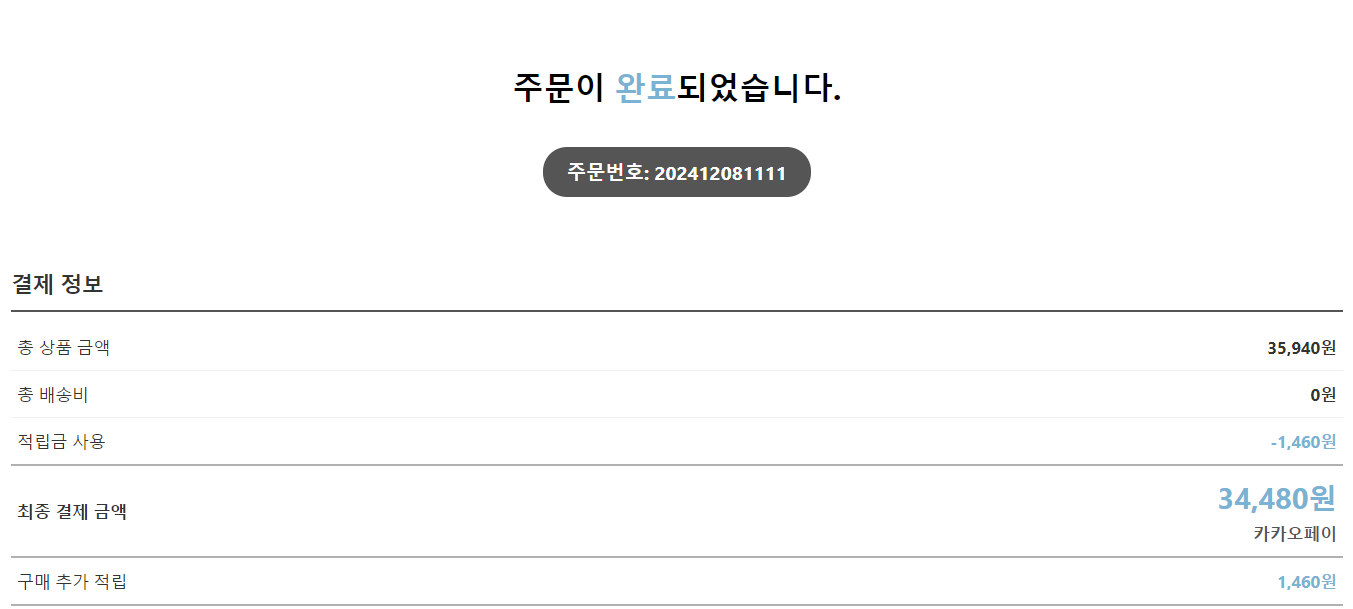 주문이 완료되었습니다.
주문번호: 202412081111
결제 정보
총 상품 금액 35,940원
총 배송비 0원
적립금 사용 -1,460원
최종 결제 금액 34,480원
카카오페이
구매 추가 적립 1,460원